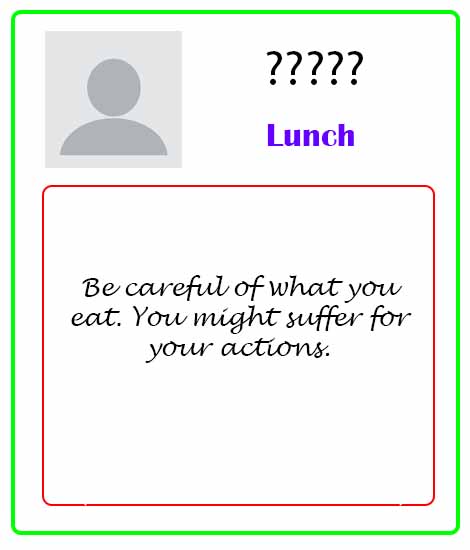 ?????
Lunch
Be careful of what you
eat. You might suffer for
your actions.